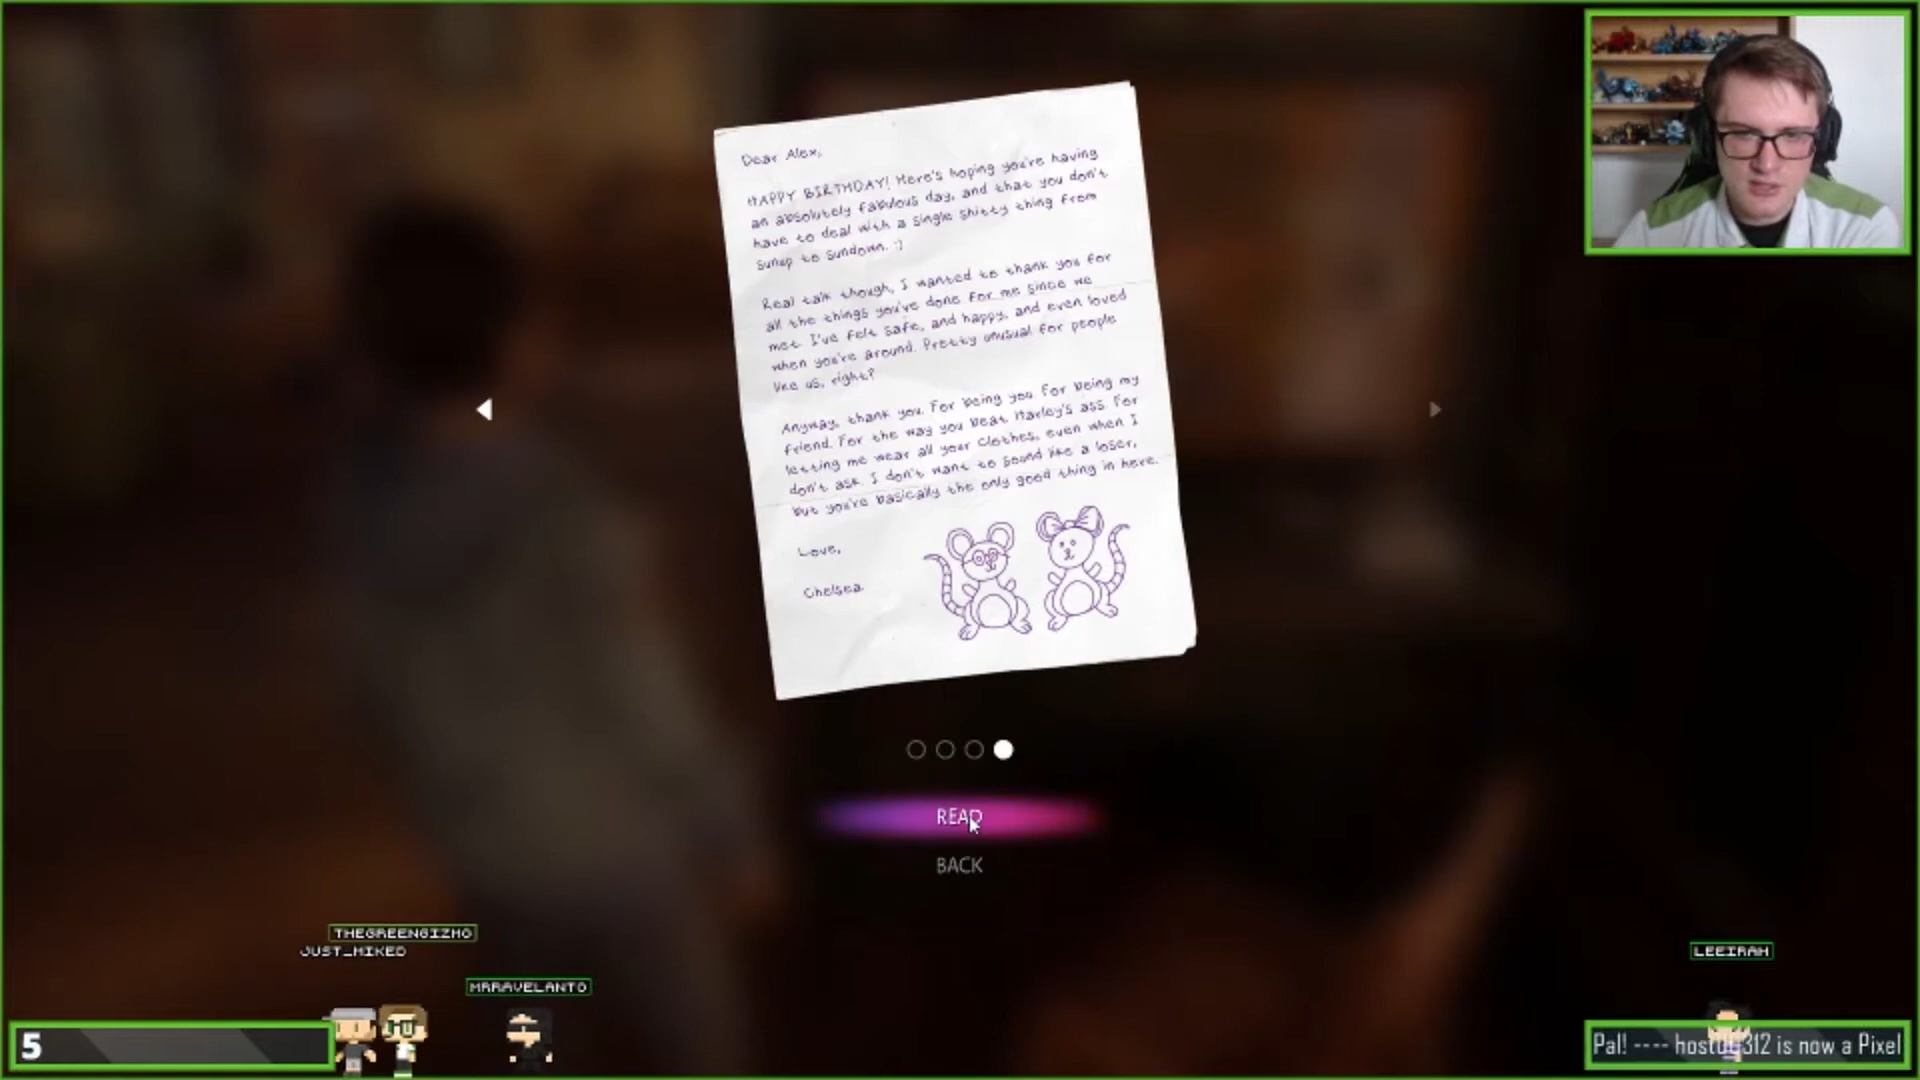 Dear Alex,
HAPPY BIRTHDAY! Here's hoping you're having
an absolutely fabulous day, and that you don't
have to deal with a single shitty thing from
sunup to sundown. :)
Real talk though, I wanted to thank you for
all the things you've done for me since we
met. I've felt safe, and happy, and even loved
when you're around. Pretty unusual for people
like us, right?
Anyway, thank you. For being you. For being my
friend. For the way you beat Harley's ass. For
letting me wear all your clothes, even when I
don't ask. I don't want to sound like a loser,
but you're basically the only good thing in here.
Love,
Chelsea.
READ
BACK
THEGREENGIZMO
JUST_MIKED
MRRAVELANTO
LEEIRAH
5
Pal! ---- 312 is now a Pixel